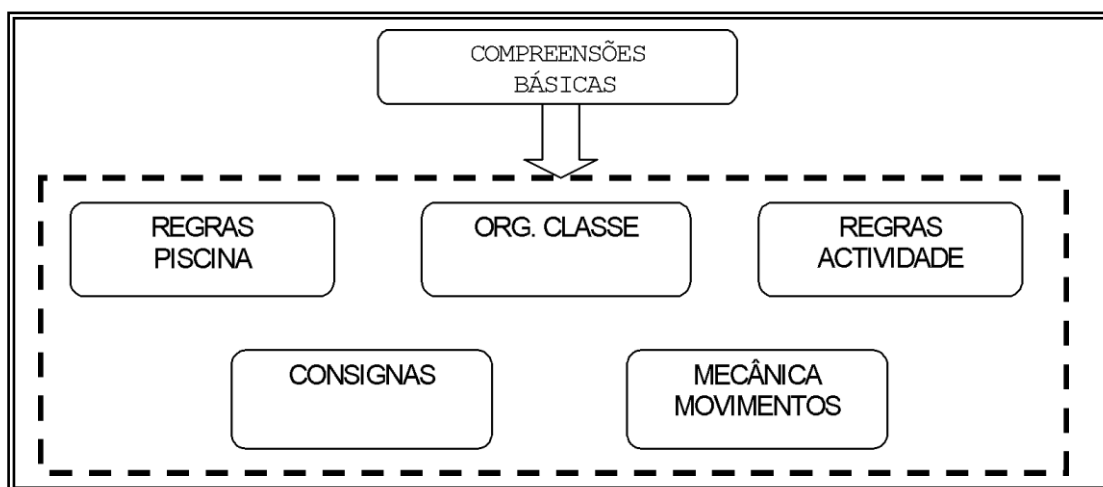 COMPREENSÕES
BÁSICAS
REGRAS
PISCINA
ORG. CLASSE
REGRAS
ACTIVIDADE
CONSIGNAS
MECÂNICA
MOVIMENTOS